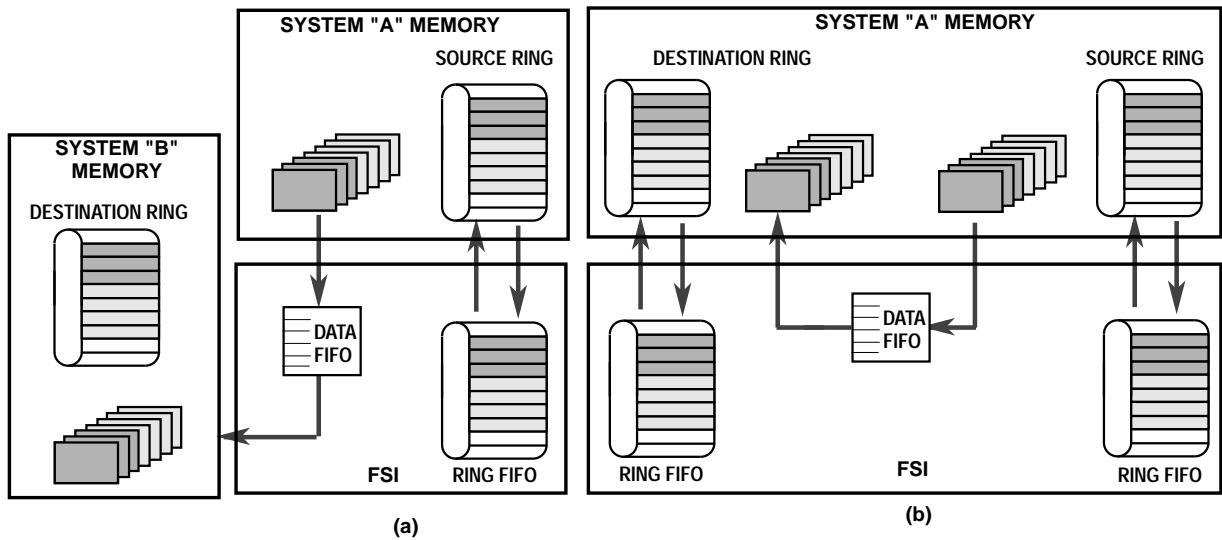 SYSTEM "A" MEMORY
SOURCE RING
SYSTEM "B"
MEMORY
DESTINATION RING
DATA
FIFO
FSI
RING FIFO
(a)
SYSTEM "A" MEMORY
DESTINATION RING
SOURCE RING
DATA
FIFO
RING FIFO
FSI
RING FIFO
(b)